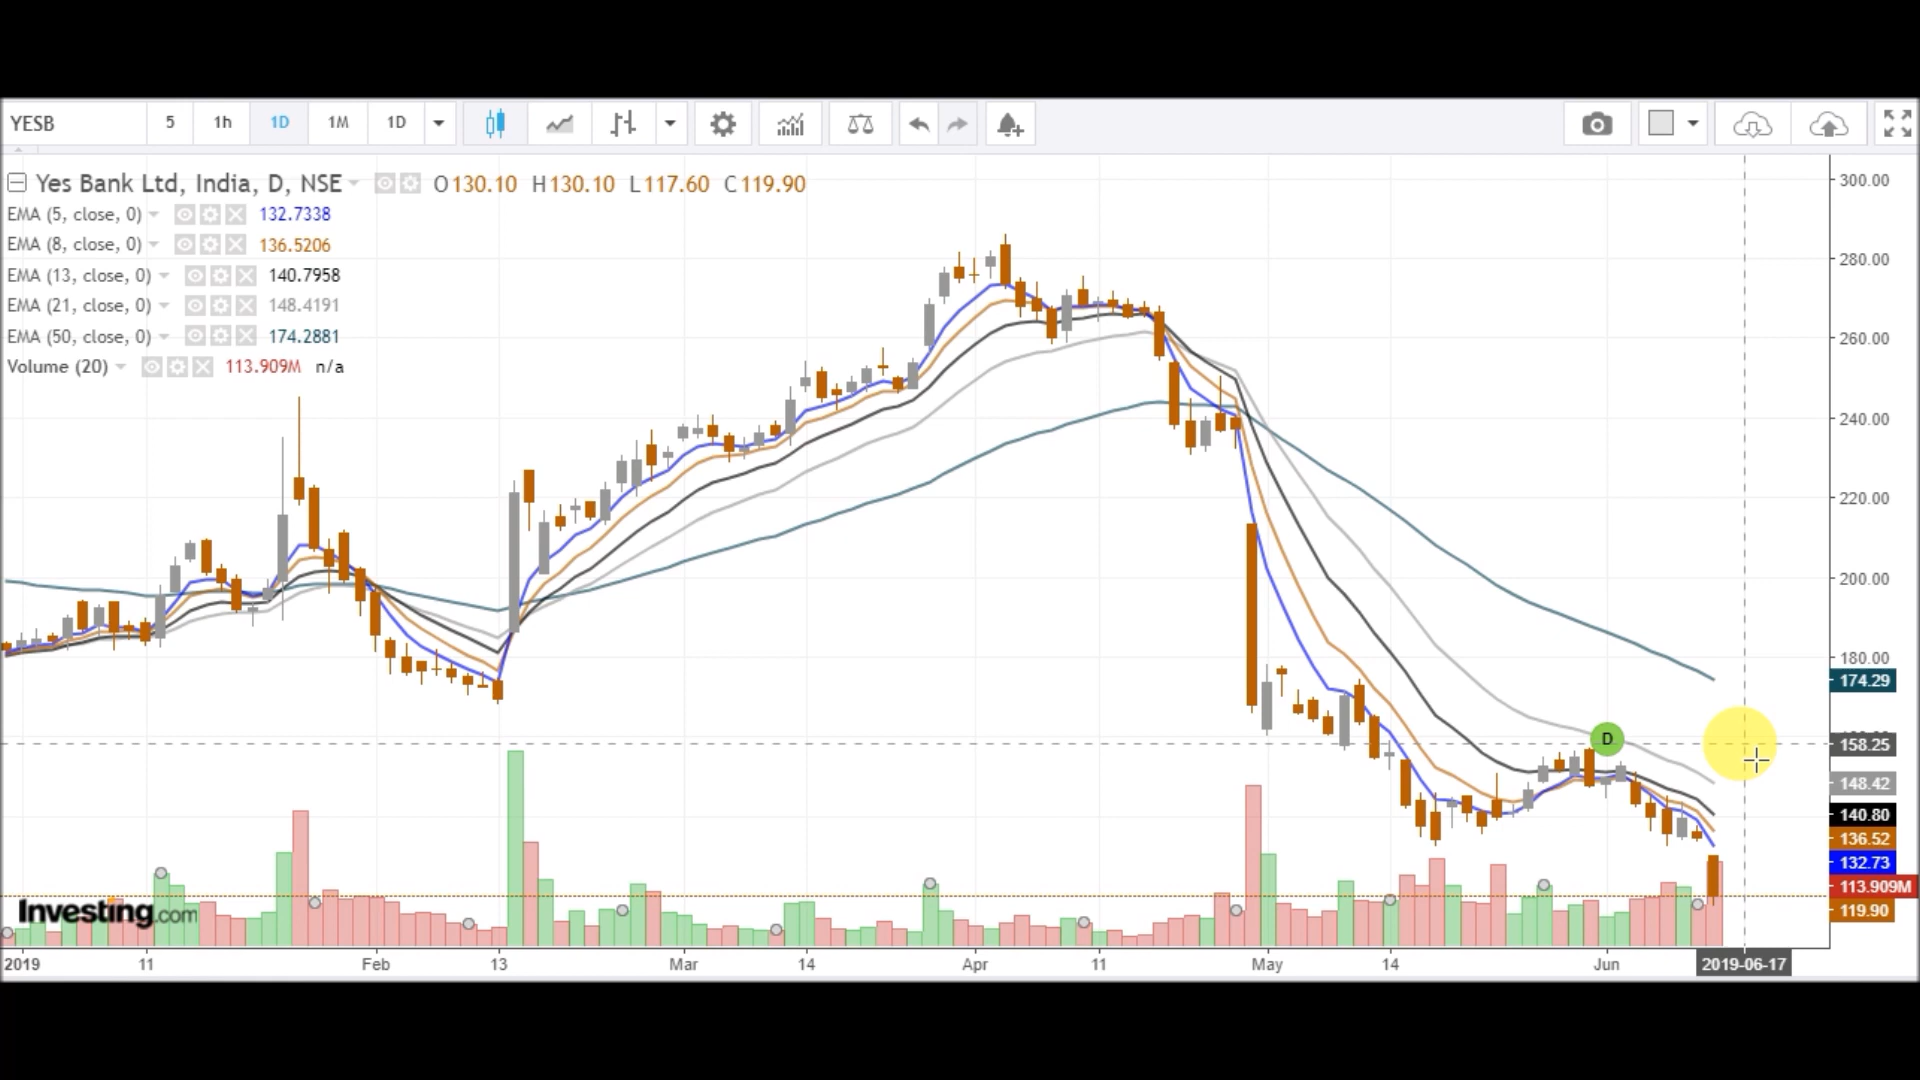 YESB 5 1h 1D 1M 1D
Yes Bank Ltd, India, D, NSE O130.10 H130.10 L117.60 C119.90
EMA (5, close, 0) 132.7338
EMA (8, close, 0) 136.5206
EMA (13, close, 0) 140.7958
EMA (21, close, 0) 148.4191
EMA (50, close, 0) 174.2881
Volume (20) 113.909M n/a
300.00
280.00
260.00
240.00
220.00
200.00
180.00
174.29
D
158.25
148.42
140.80
136.52
132.73
113.909M
119.90
Investing.com
2019 11 Feb 13 Mar 14 Apr 11 May 14 Jun 2019-06-17